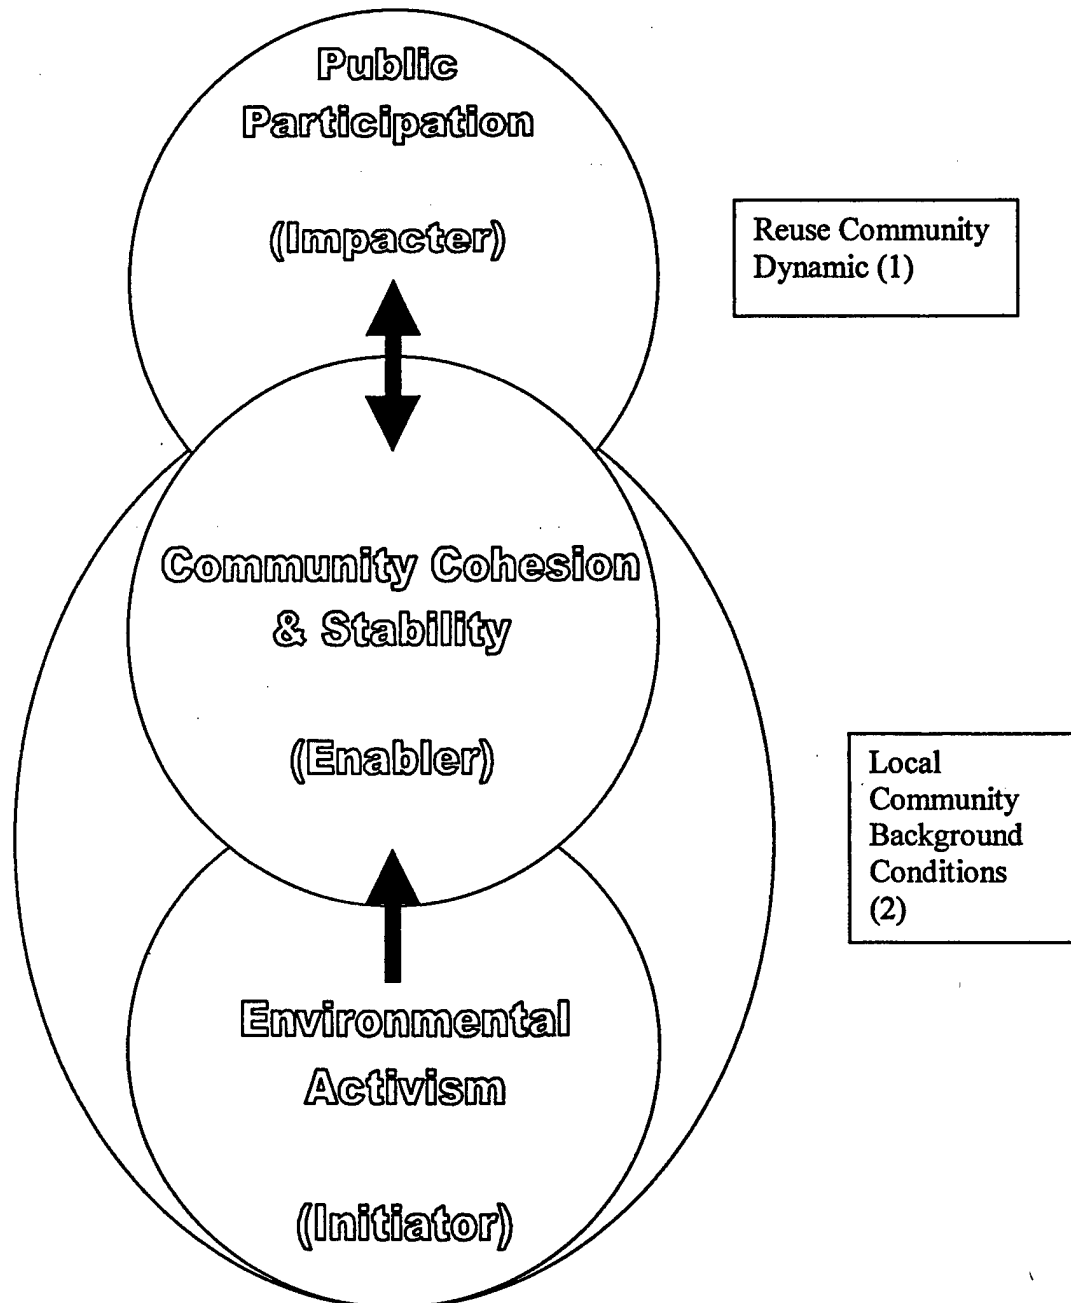 Public
Participation
(Impacter)
Reuse Community
Dynamic (1)
Community Cohesion
& Stability
(Enabler)
Local
Community
Background
Conditions
(2)
Environmental
Activism
(Initiator)